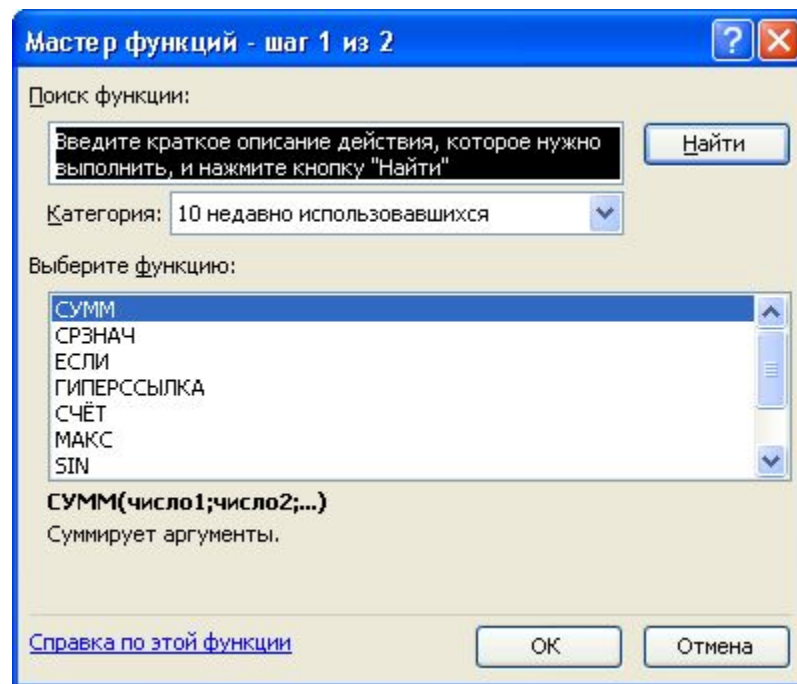 Мастер функций - шаг 1 из 2
Поиск функции:
Введите краткое описание действия, которое нужно
выполнить, и нажмите кнопку "Найти"
Найти
Категория: 10 недавно использовавшихся
Выберите функцию:
СУММ
СРЗНАЧ
ЕСЛИ
ГИПЕРССЫЛКА
СЧЁТ
МАКС
SIN
СУММ(число1;число2;...)
Суммирует аргументы.
Справка по этой функции
ОК
Отмена